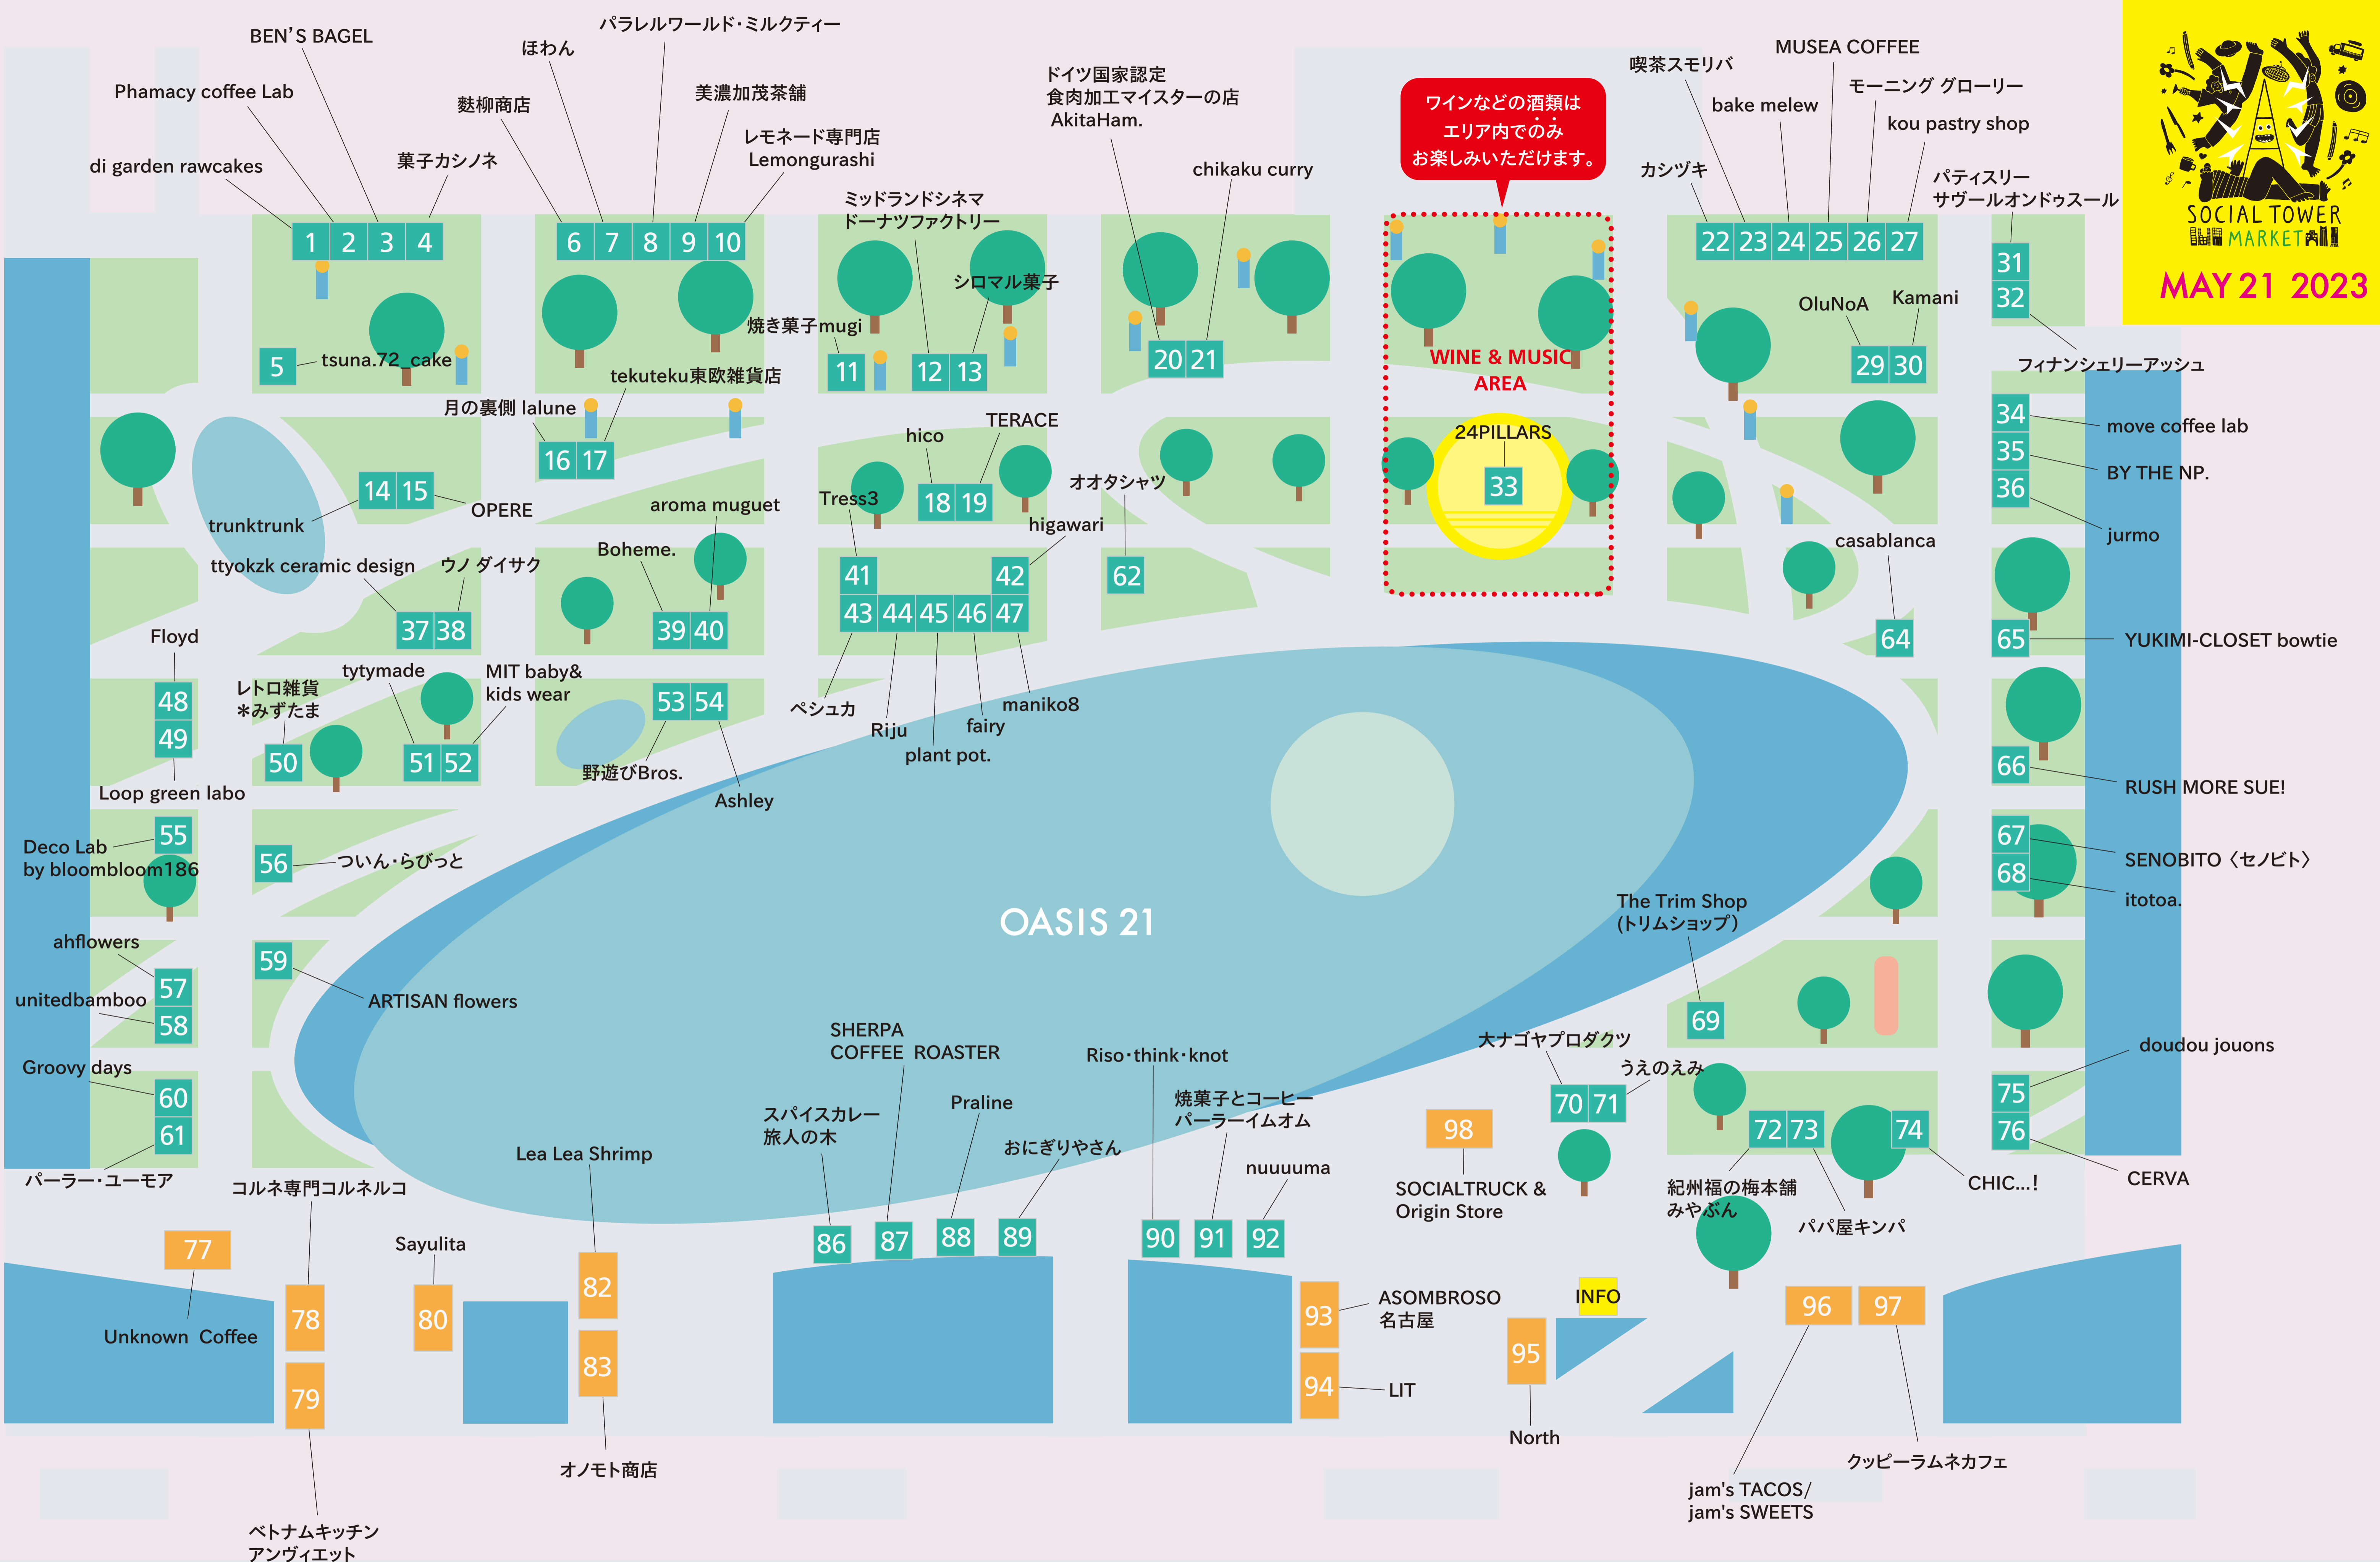 BEN'S BAGEL
パラレルワールド・ミルクティー
ほわん
Phamacy coffee Lab
麩柳商店
美濃加茂茶舗
di garden rawcakes
菓子カシノネ
レモネード専門店
Lemongurashi
ドイツ国家認定
食肉加工マイスターの店
AkitaHam.
chikaku curry
ミッドランドシネマ
ドーナツファクトリー
シロマル菓子
焼き菓子mugi
ワインなどの酒類は
エリア内でのみ
お楽しみいただけます。
喫茶スモリバ
MUSEA COFFEE
bake melew
モーニング グローリー
kou pastry shop
カシヅキ
パティスリー
サヴールオンドゥスール
SOCIAL TOWER
MARKET
MAY 21 2023
1 2 3 4
6 7 8 9 10
22 23 24 25 26 27
31
32
フィナンシェリーアッシュ
5
tsuna.72_cake
11
12 13
20 21
WINE & MUSIC
AREA
OluNoA
Kamani
29 30
tekuteku東欧雑貨店
月の裏側 lalune
16 17
hico
TERACE
18 19
オオタシャツ
24PILLARS
33
34
move coffee lab
35
BY THE NP.
36
jurmo
14 15
trunktrunk
OPERE
aroma muguet
Boheme.
Tress3
higawari
casablanca
ttyokzk ceramic design
ウノ ダイサク
37 38
39 40
41
42
43 44 45 46 47
62
64
65
YUKIMI-CLOSET bowtie
Floyd
48
49
Loop green labo
レトロ雑貨
＊みずたま
50
tytymade
MIT baby&
kids wear
51 52
53 54
野遊びBros.
Ashley
ペシュカ
Riju
plant pot.
fairy
maniko8
66
RUSH MORE SUE!
Deco Lab
by bloombloom186
55
56
ついん・らびっと
67
SENOBITO〈セノビト〉
68
itotoa.
OASIS 21
The Trim Shop
(トリムショップ)
69
ahflowers
57
unitedbamboo
58
59
ARTISAN flowers
Groovy days
60
61
パーラー・ユーモア
SHERPA
COFFEE ROASTER
スパイスカレー
旅人の木
Praline
おにぎりやさん
Riso・think・knot
焼菓子とコーヒー
パーラーイムオム
nuuuuma
大ナゴヤプロダクツ
うえのえみ
70 71
98
SOCIALTRUCK &
Origin Store
72 73
74
紀州福の梅本舗
みやぶん
パパ屋キンパ
CHIC...!
doudou jouons
75
76
CERVA
コルネ専門コルネルコ
Lea Lea Shrimp
Sayulita
77
Unknown Coffee
78
79
80
82
83
86
87
88
89
90
91
92
93
ASOMBROSO
名古屋
94
LIT
95
North
INFO
96
97
オノモト商店
ベトナムキッチン
アンヴィエット
クッピーラムネカフェ
jam's TACOS/
jam's SWEETS